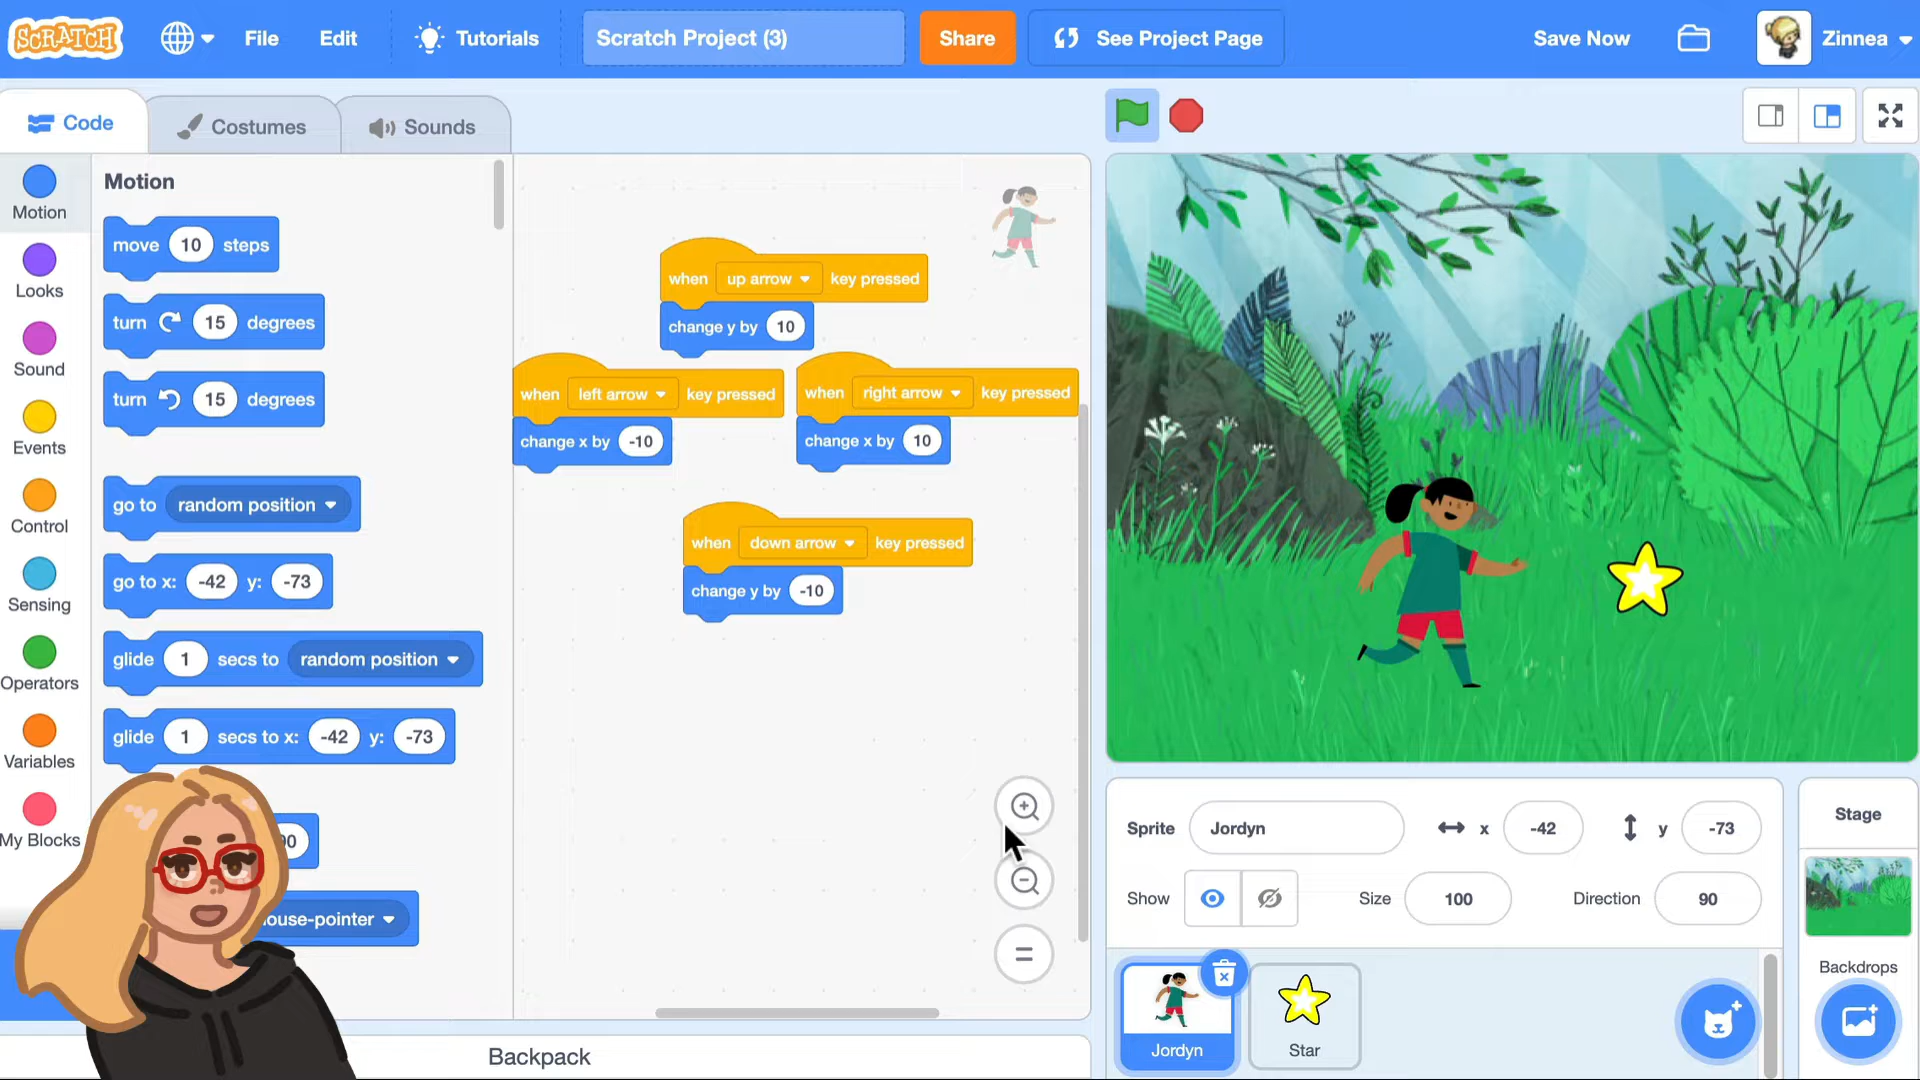 SCRATCH File Edit Tutorials Scratch Project (3) Share See Project Page Save Now Zinnea
Code Costumes Sounds
Motion
Looks
Sound
Events
Control
Sensing
Operators
Variables
My Blocks
Motion
move 10 steps
turn 15 degrees
turn 15 degrees
go to random position
go to x: -42 y: -73
glide 1 secs to random position
glide 1 secs to x: -42 y: -73
when up arrow key pressed
change y by 10
when left arrow key pressed
change x by -10
when right arrow key pressed
change x by 10
when down arrow key pressed
change y by -10
Backpack
Sprite Jordyn x -42 y -73
Show Size 100 Direction 90
Jordyn
Star
Stage
Backdrops